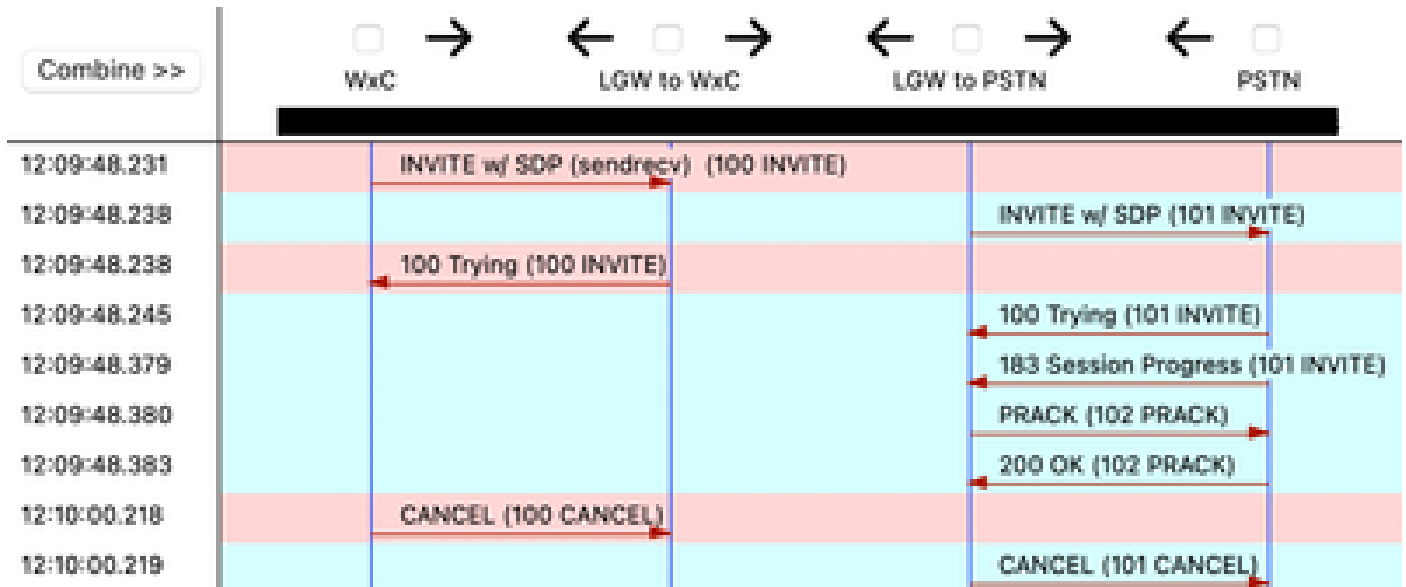 Combine >>
WxC
LGW to WxC
LGW to PSTN
PSTN
12:09:48.231 INVITE w/ SDP (sendrecv) (100 INVITE)
12:09:48.238 INVITE w/ SDP (101 INVITE)
12:09:48.238 100 Trying (100 INVITE)
12:09:48.245 100 Trying (101 INVITE)
12:09:48.379 183 Session Progress (101 INVITE)
12:09:48.380 PRACK (102 PRACK)
12:09:48.383 200 OK (102 PRACK)
12:10:00.218 CANCEL (100 CANCEL)
12:10:00.219 CANCEL (101 CANCEL)